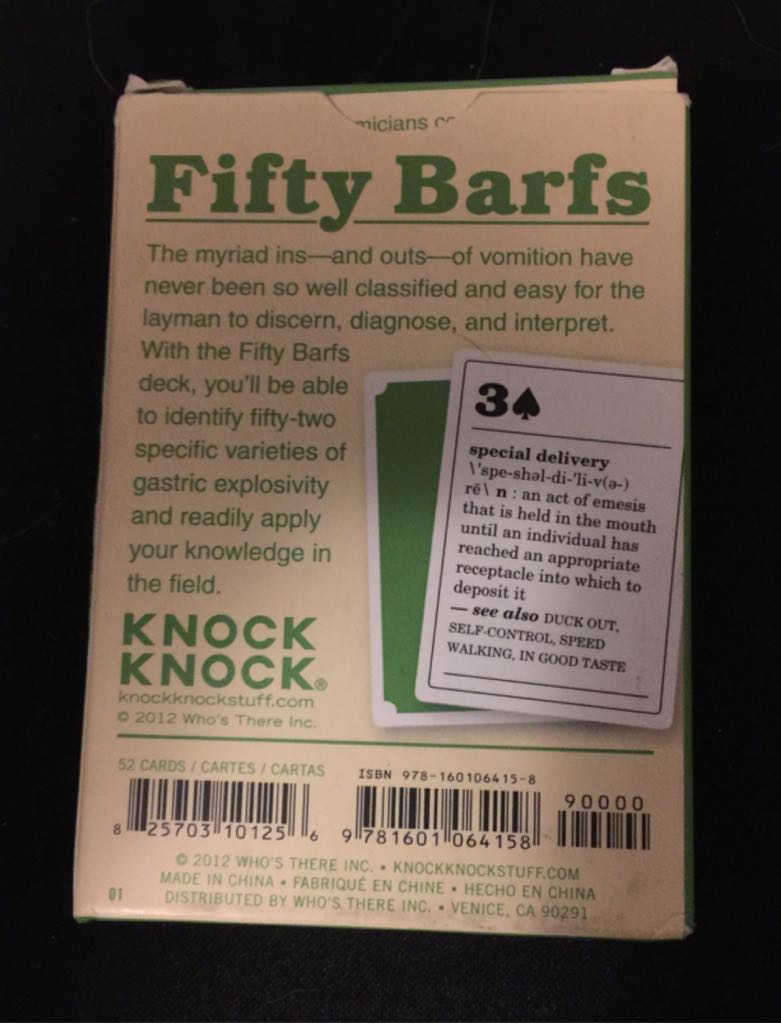 Fifty Barfs
The myriad ins—and outs—of vomition have
never been so well classified and easy for the
layman to discern, diagnose, and interpret.
With the Fifty Barfs
deck, you'll be able
to identify fifty-two
specific varieties of
gastric explosivity
and readily apply
your knowledge in
the field.
3♠
special delivery
\ˈspe-shəl-di-ˈli-v(ə-)
rē\ n : an act of emesis
that is held in the mouth
until an individual has
reached an appropriate
receptacle into which to
deposit it
— see also DUCK OUT,
SELF-CONTROL, SPEED
WALKING, IN GOOD TASTE
KNOCK
KNOCK®
knockknockstuff.com
© 2012 Who's There Inc.
52 CARDS / CARTES / CARTAS
ISBN 978-160106415-8
90000
8 25703 10125 6
9 781601 064158
© 2012 WHO'S THERE INC. • KNOCKKNOCKSTUFF.COM
MADE IN CHINA • FABRIQUÉ EN CHINE • HECHO EN CHINA
01 DISTRIBUTED BY WHO'S THERE INC. • VENICE, CA 90291